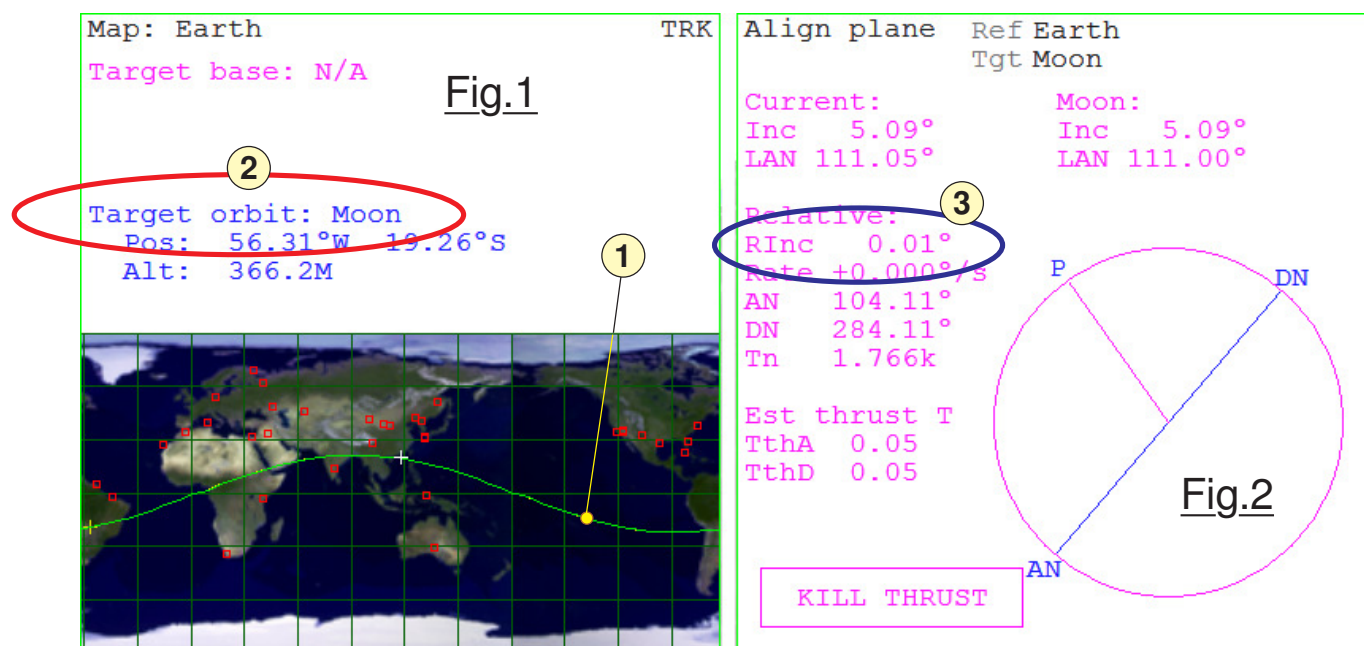 Map: Earth TRK
Target base: N/A
Fig.1
2
Target orbit: Moon
Pos: 56.31°W 19.26°S
Alt: 366.2M
1
Align plane Ref Earth
Tgt Moon
Current: Moon:
Inc 5.09° Inc 5.09°
LAN 111.05° LAN 111.00°
3
Relative:
RInc 0.01°
Rate +0.000°/s
AN 104.11°
DN 284.11°
Tn 1.766k
Est thrust T
TthA 0.05
TthD 0.05
P
DN
Fig.2
AN
KILL THRUST